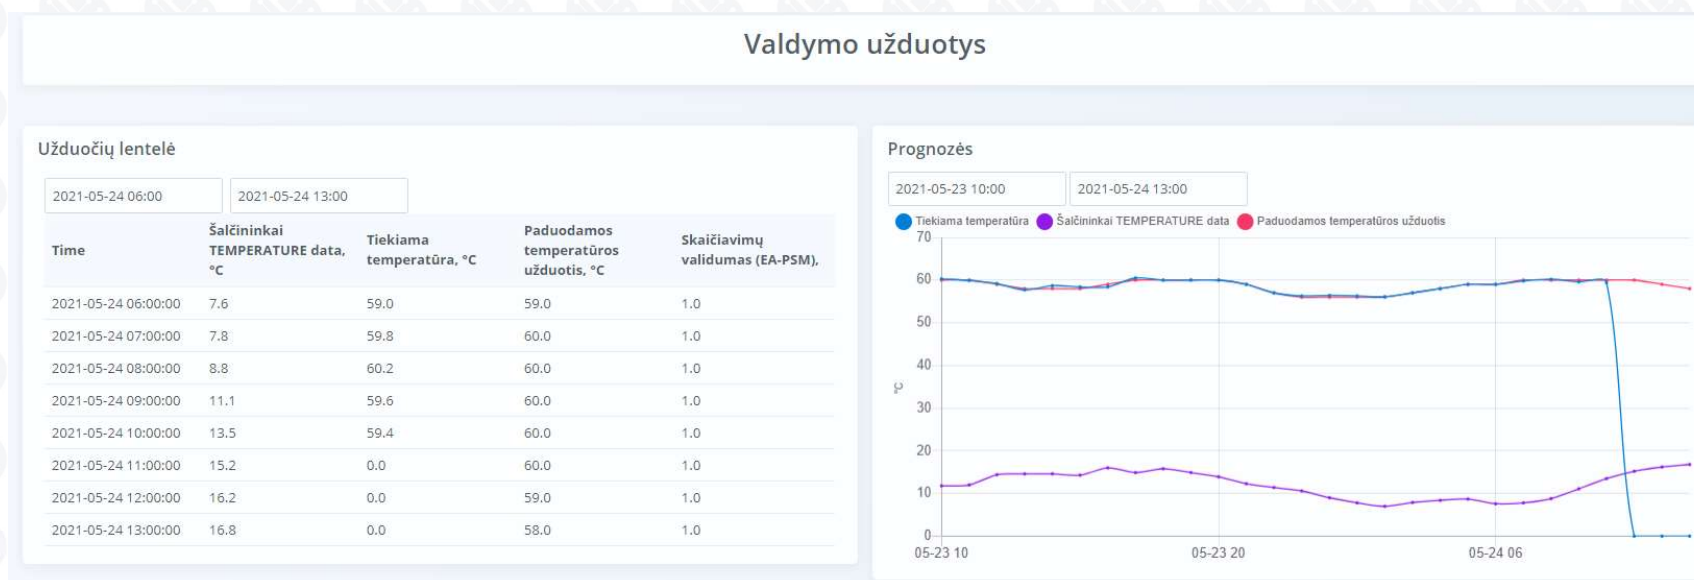 Valdymo užduotys
Užduočių lentelė
2021-05-24 06:00
2021-05-24 13:00
Time
Šalčininkai
TEMPERATURE data,
°C
Tiekiama
temperatūra, °C
Paduodamos
temperatūros
užduotis, °C
Skaičiavimų
validumas (EA-PSM),
2021-05-24 06:00:00 7.6 59.0 59.0 1.0
2021-05-24 07:00:00 7.8 59.8 60.0 1.0
2021-05-24 08:00:00 8.8 60.2 60.0 1.0
2021-05-24 09:00:00 11.1 59.6 60.0 1.0
2021-05-24 10:00:00 13.5 59.4 60.0 1.0
2021-05-24 11:00:00 15.2 0.0 60.0 1.0
2021-05-24 12:00:00 16.2 0.0 59.0 1.0
2021-05-24 13:00:00 16.8 0.0 58.0 1.0
Prognozės
2021-05-23 10:00
2021-05-24 13:00
Tiekiama temperatūra Šalčininkai TEMPERATURE data Paduodamos temperatūros užduotis
70
60
50
40
°C
30
20
10
0
05-23 10 05-23 20 05-24 06